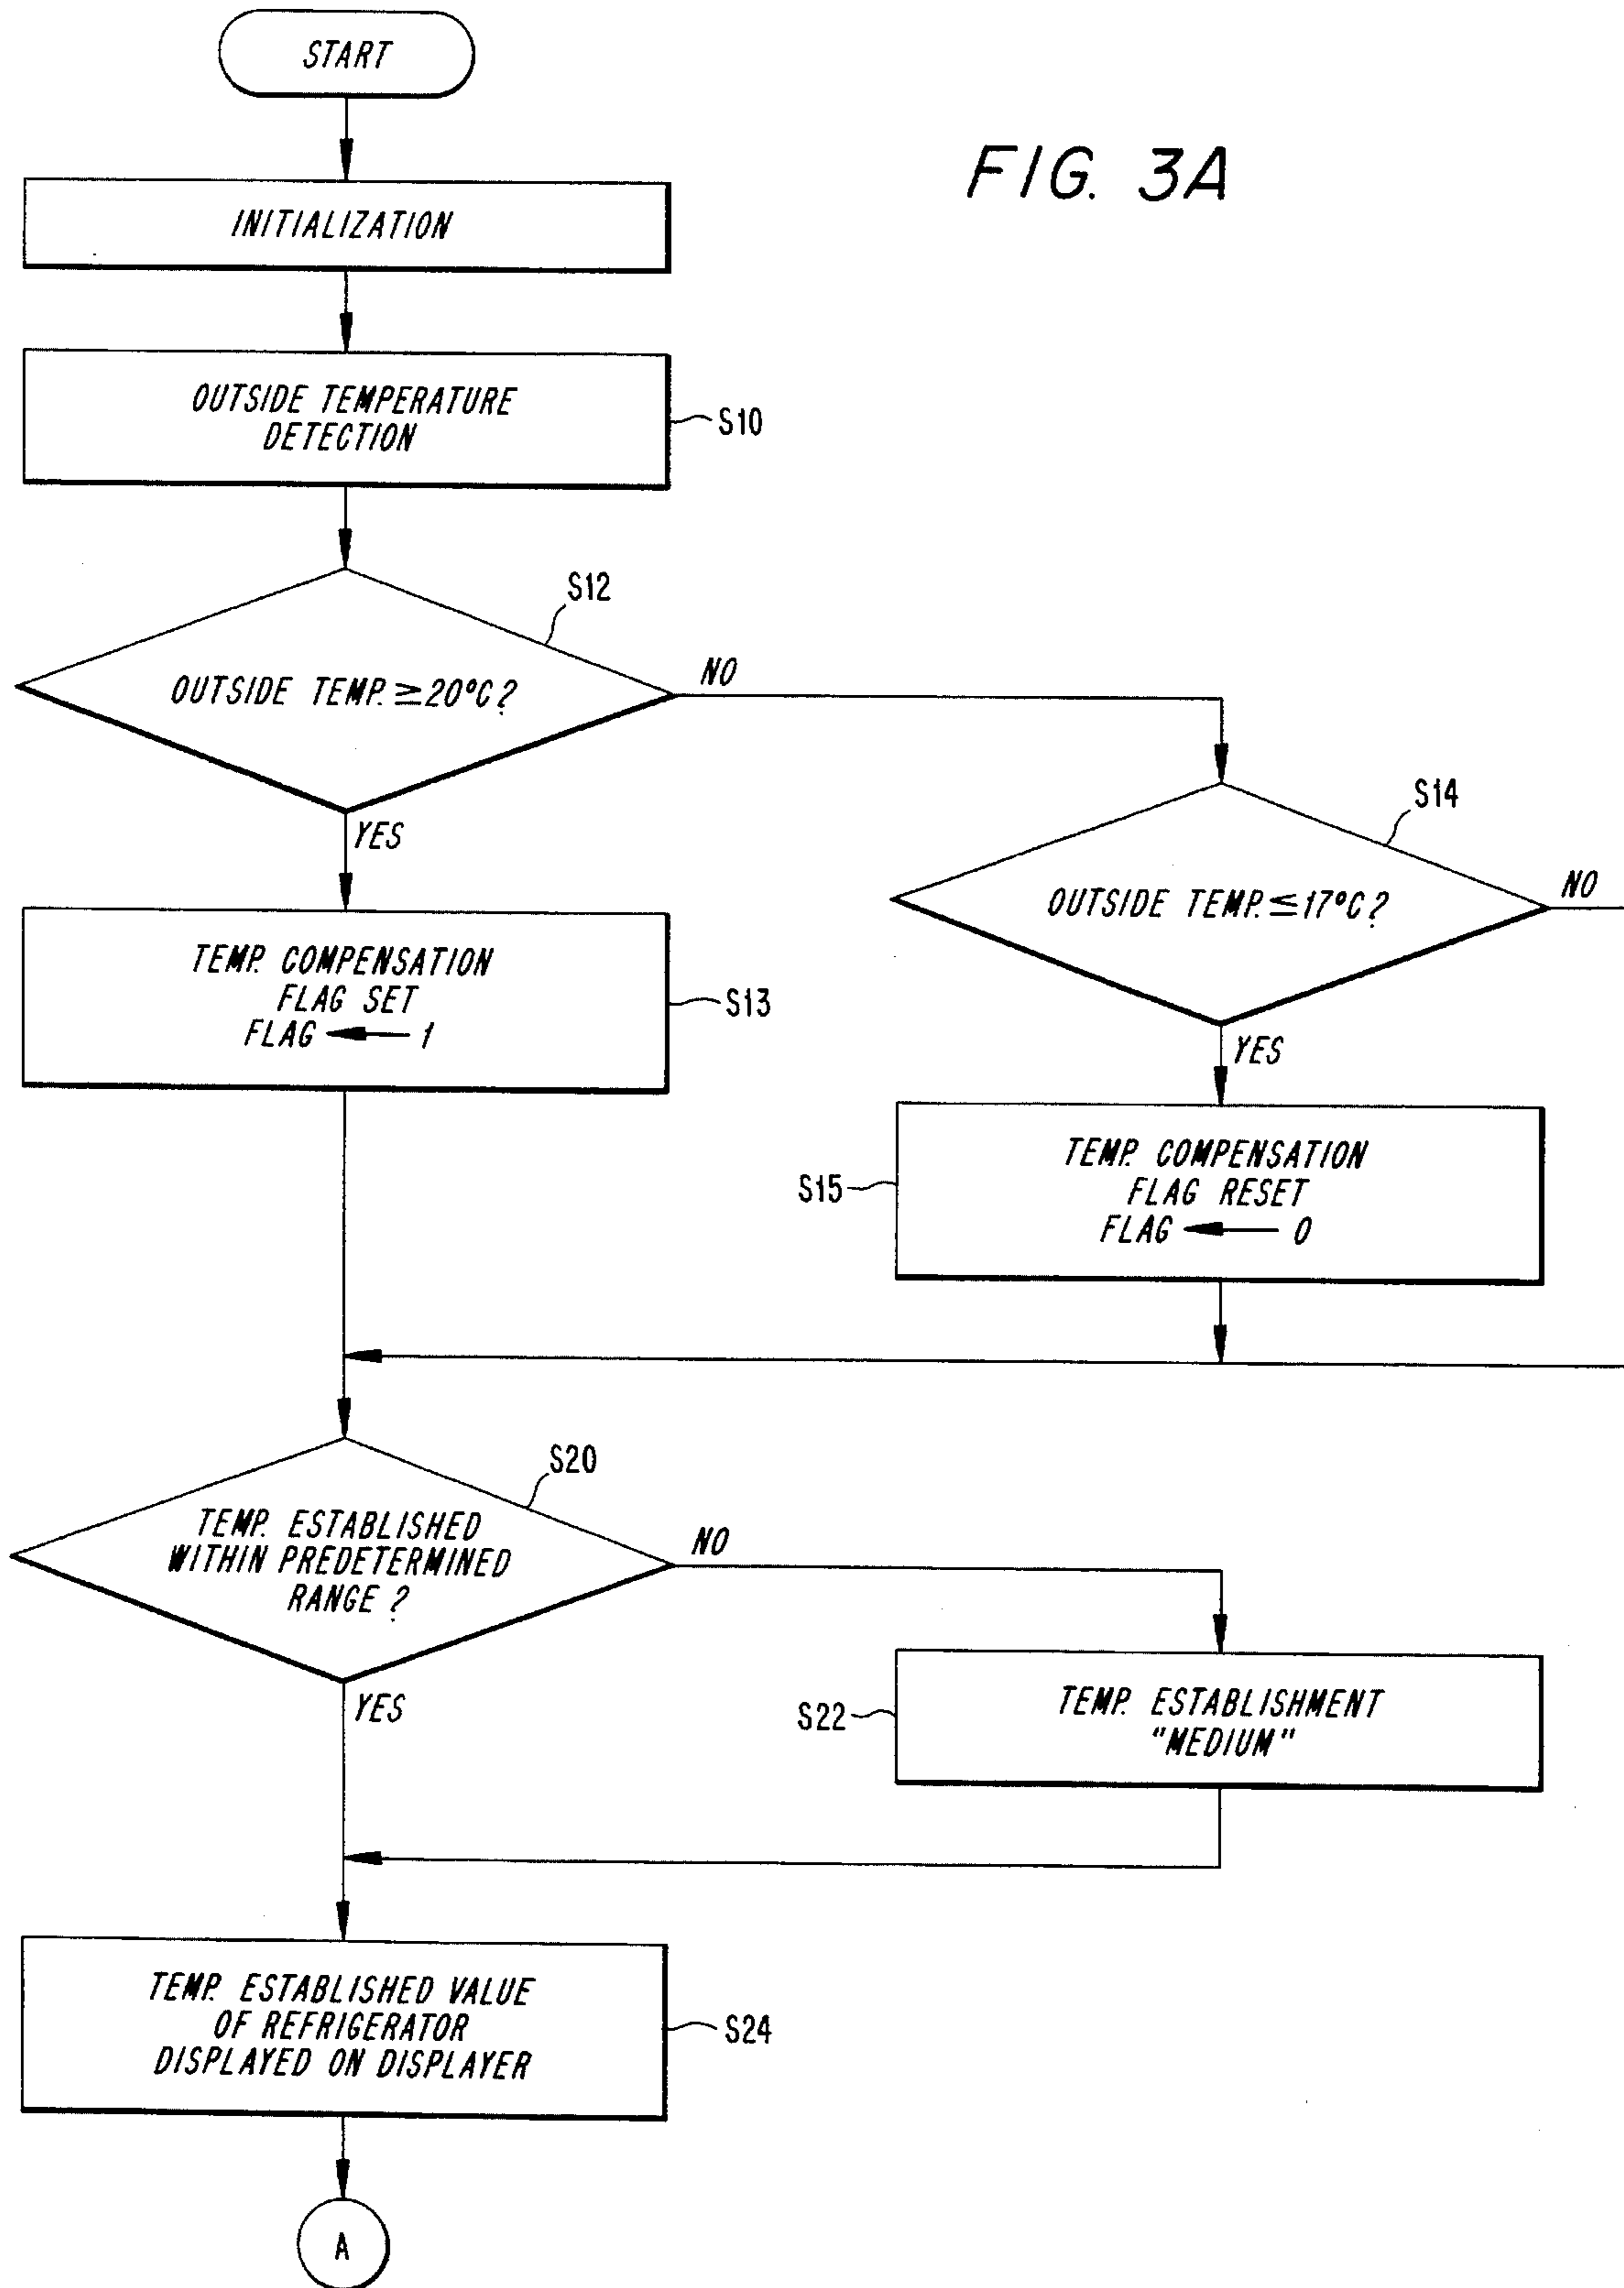 START
FIG. 3A
INITIALIZATION
OUTSIDE TEMPERATURE
DETECTION
S10
S12
OUTSIDE TEMP. ≥20°C?
NO
YES
S14
OUTSIDE TEMP. ≤17°C?
NO
YES
TEMP. COMPENSATION
FLAG SET
FLAG ← 1
S13
TEMP. COMPENSATION
FLAG RESET
FLAG ← 0
S15
S20
TEMP. ESTABLISHED
WITHIN PREDETERMINED
RANGE ?
NO
YES
S22
TEMP. ESTABLISHMENT
"MEDIUM"
TEMP. ESTABLISHED VALUE
OF REFRIGERATOR
DISPLAYED ON DISPLAYER
S24
A